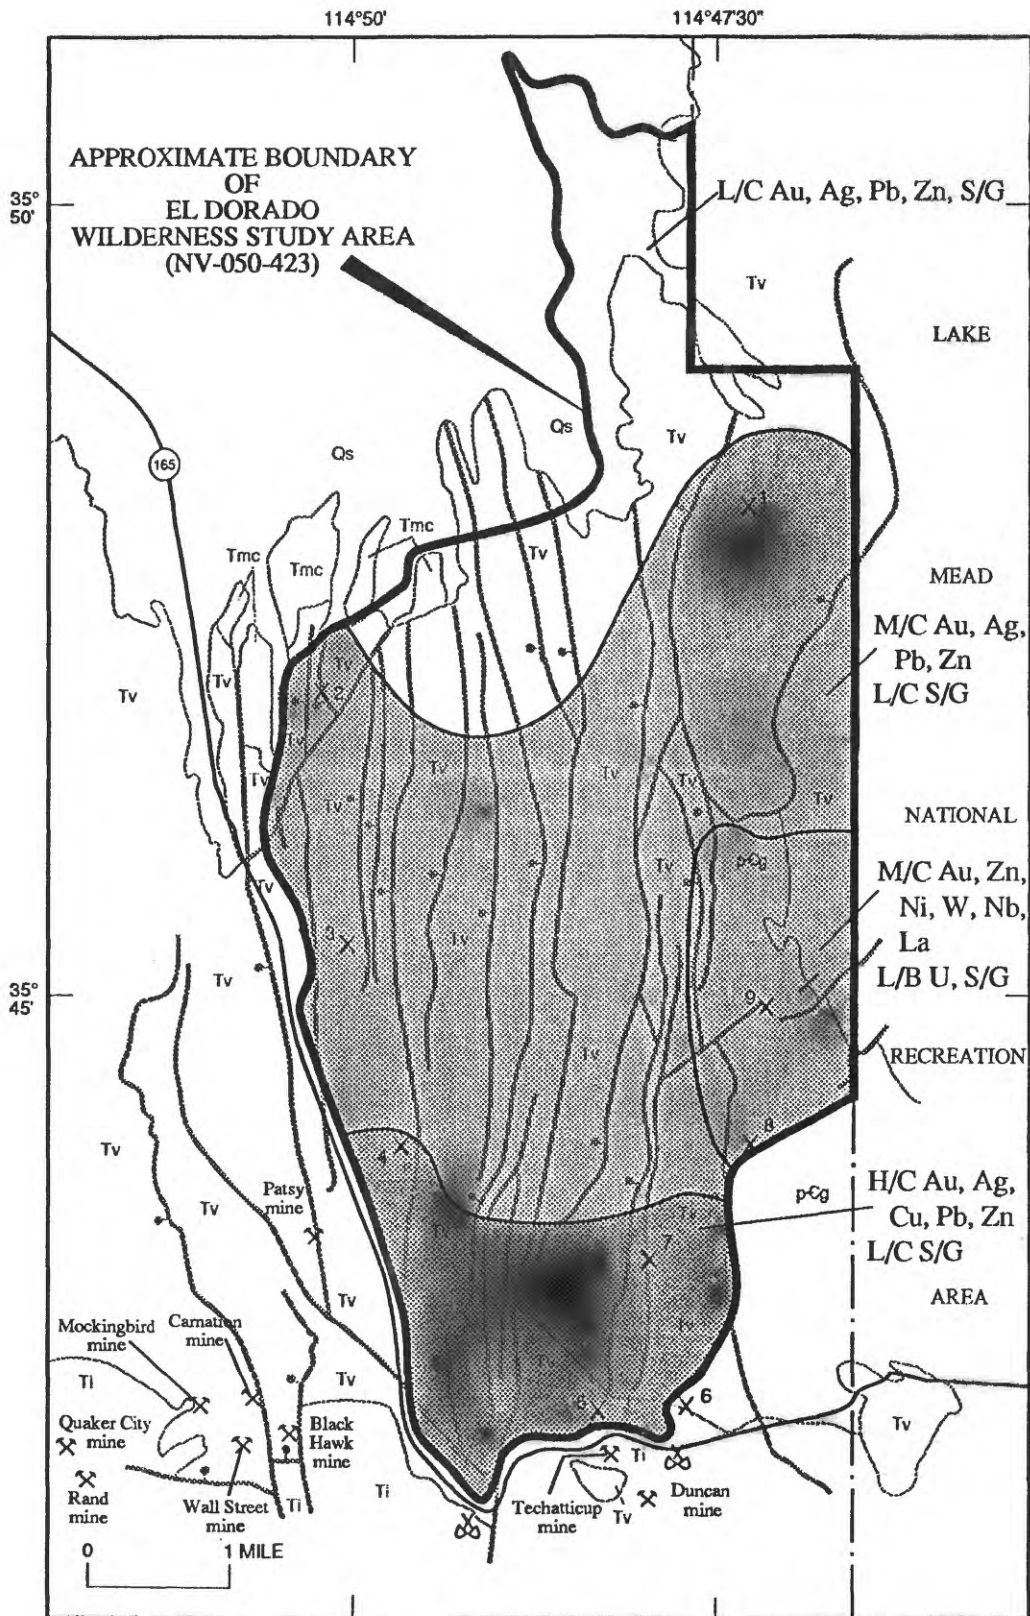 114°50'
114°47'30"
35°
50'
APPROXIMATE BOUNDARY
OF
EL DORADO
WILDERNESS STUDY AREA
(NV-050-423)
L/C Au, Ag, Pb, Zn, S/G
Tv
LAKE
165
Qs
Qs
Tv
Tmc
Tmc
Tmc
Tv
1
MEAD
M/C Au, Ag,
Pb, Zn
L/C S/G
Tv
Tv
Tv
2
Tv
Tv
Tv
Tv
Tv
Tv
Tv
NATIONAL
Tv
Tv
p-Єg
M/C Au, Zn,
Ni, W, Nb,
La
L/B U, S/G
3
Tv
Tv
35°
45'
9
RECREATION
Tv
Tv
4
8
p-Єg
H/C Au, Ag,
Cu, Pb, Zn
L/C S/G
Patsy
mine
Tv
Tv
7
AREA
Tv
Mockingbird
mine
Carnation
mine
Tv
Ti
Tv
Tv
Quaker City
mine
Black
Hawk
mine
6
Tv
Rand
mine
Wall Street
mine
Ti
Ti
Techatticup
mine
Ti
Tv
Duncan
mine
0
1 MILE